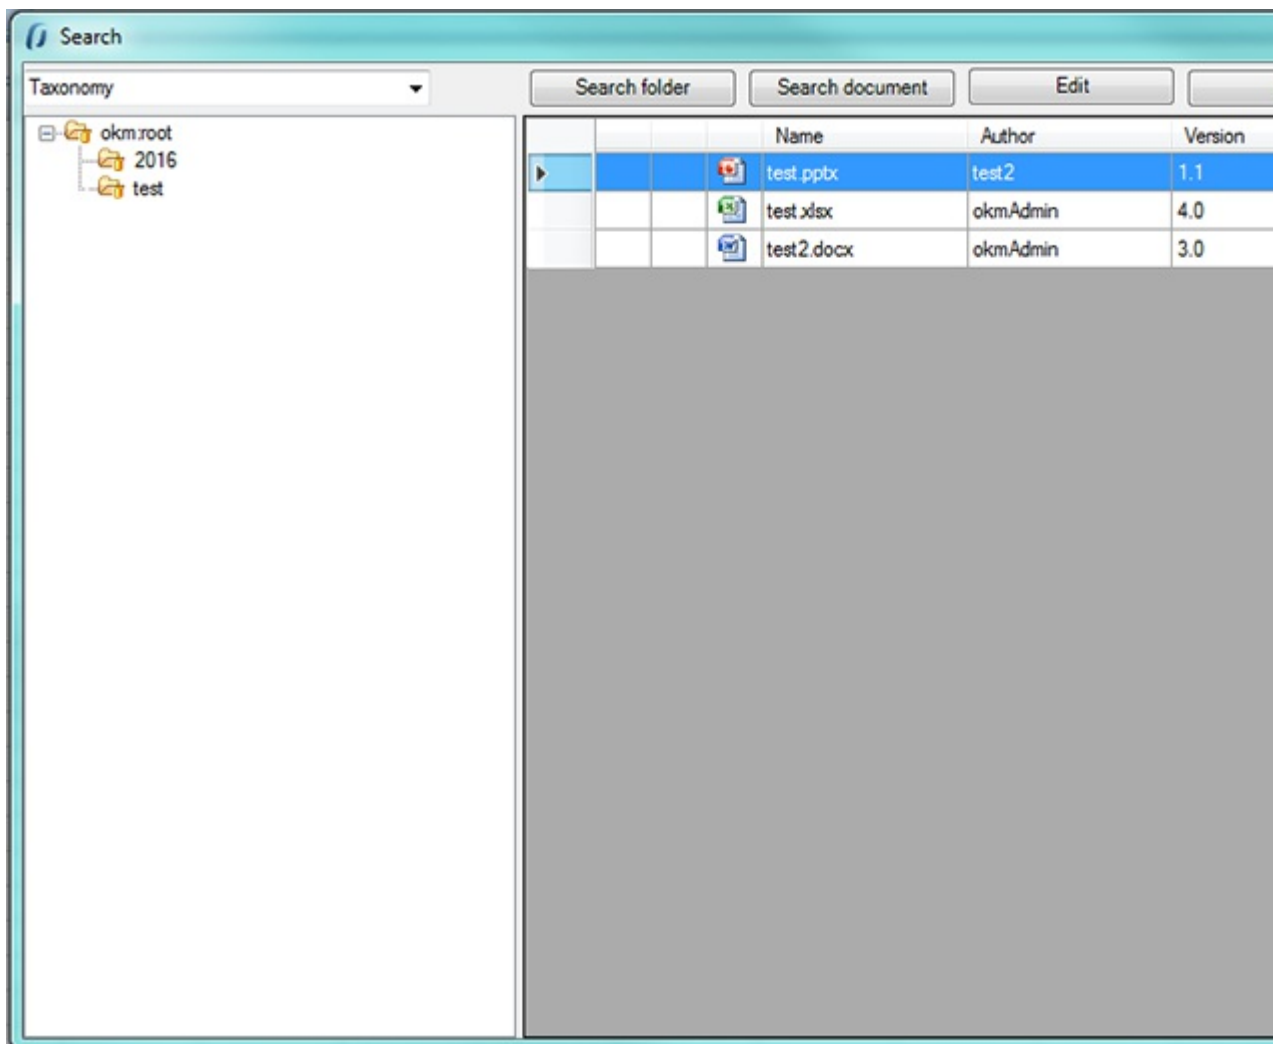 Search
Taxonomy
Search folder Search document Edit
okm:root
2016
test
Name Author Version
test.pptx test2 1.1
test.xlsx okmAdmin 4.0
test2.docx okmAdmin 3.0